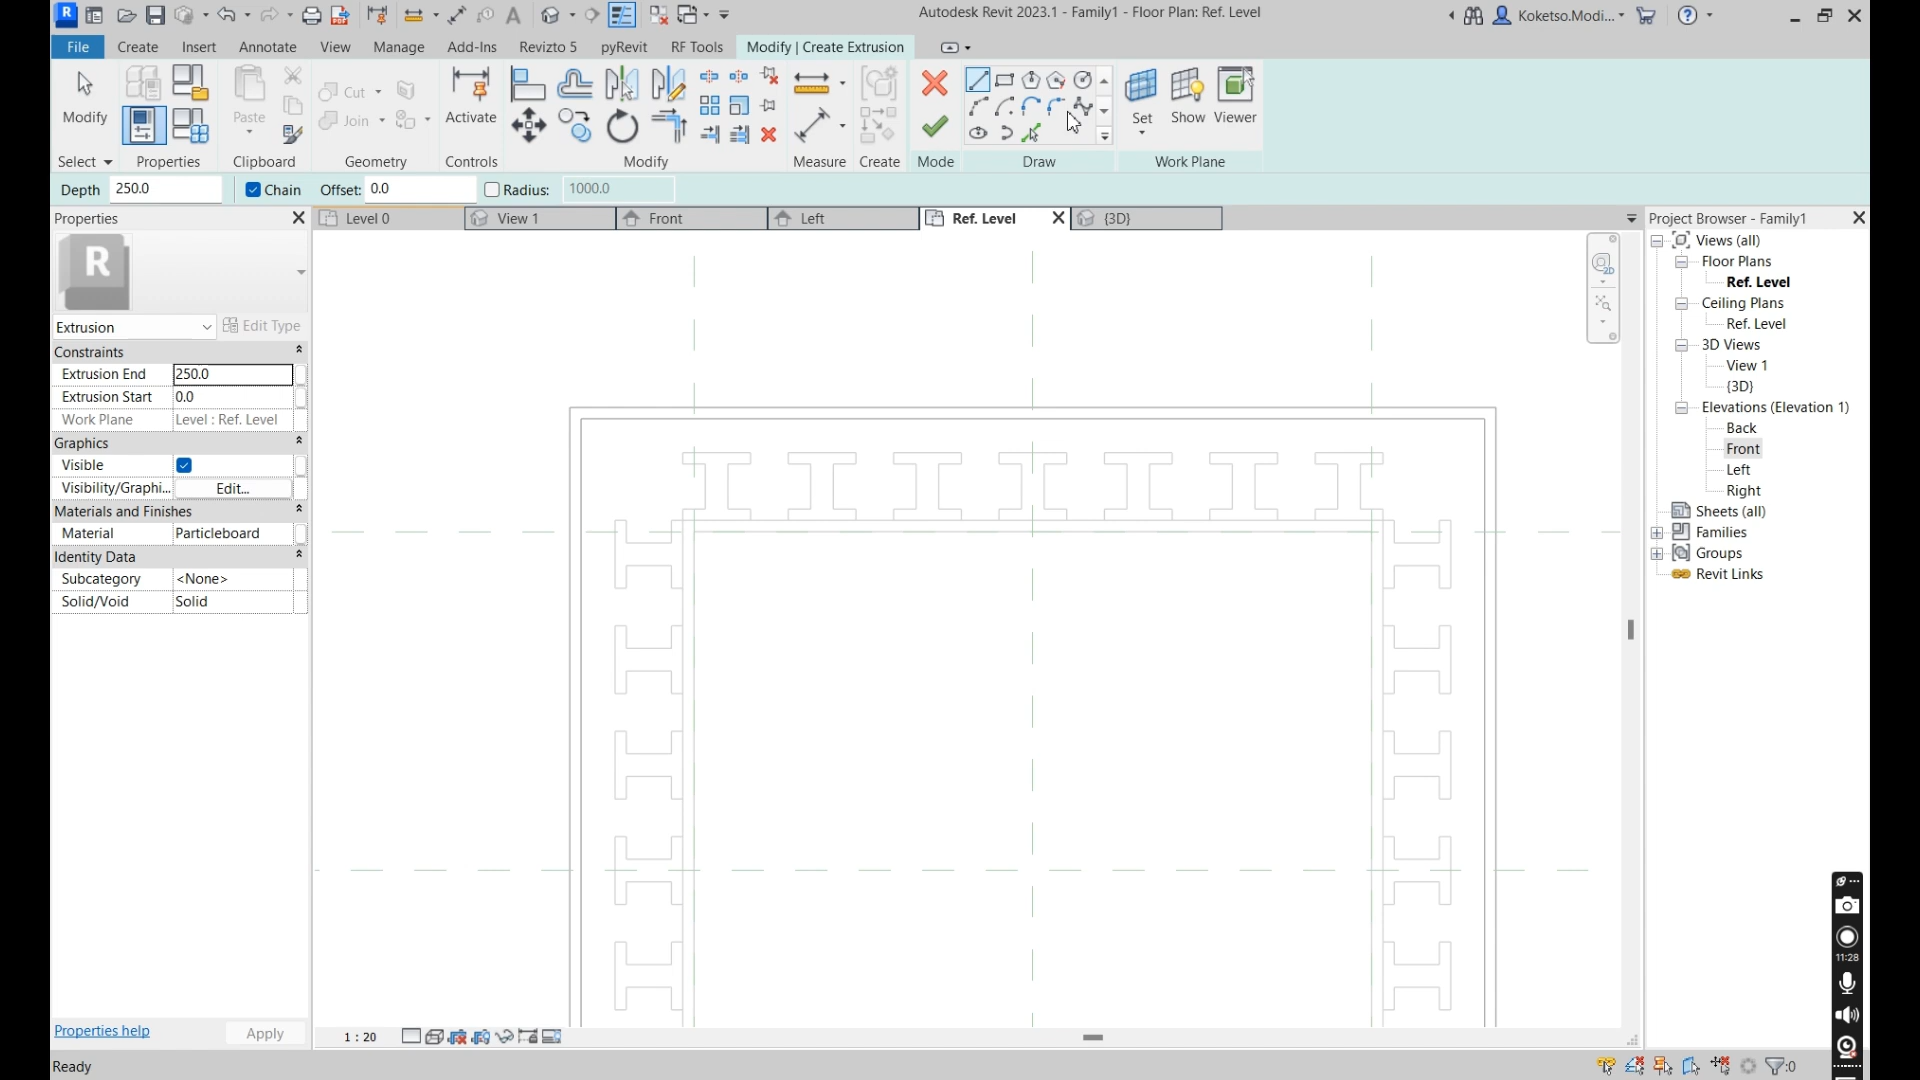 Autodesk Revit 2023.1 - Family1 - Floor Plan: Ref. Level
Koketso.Modi...
File
Create
Insert
Annotate
View
Manage
Add-Ins
Revizto 5
pyRevit
RF Tools
Modify | Create Extrusion
Modify
Paste
Cut
Join
Activate
Set
Show
Viewer
Select
Properties
Clipboard
Geometry
Controls
Modify
Measure
Create
Mode
Draw
Work Plane
Depth 250.0
Chain
Offset: 0.0
Radius: 1000.0
Properties
Level 0
View 1
Front
Left
Ref. Level
{3D}
Project Browser - Family1
R
Extrusion
Edit Type
Constraints
Extrusion End 250.0
Extrusion Start 0.0
Work Plane Level : Ref. Level
Graphics
Visible
Visibility/Graphi... Edit...
Materials and Finishes
Material Particleboard
Identity Data
Subcategory <None>
Solid/Void Solid
Properties help
Apply
2D
Views (all)
Floor Plans
Ref. Level
Ceiling Plans
Ref. Level
3D Views
View 1
{3D}
Elevations (Elevation 1)
Back
Front
Left
Right
Sheets (all)
Families
Groups
Revit Links
11:28
1 : 20
Ready
:0